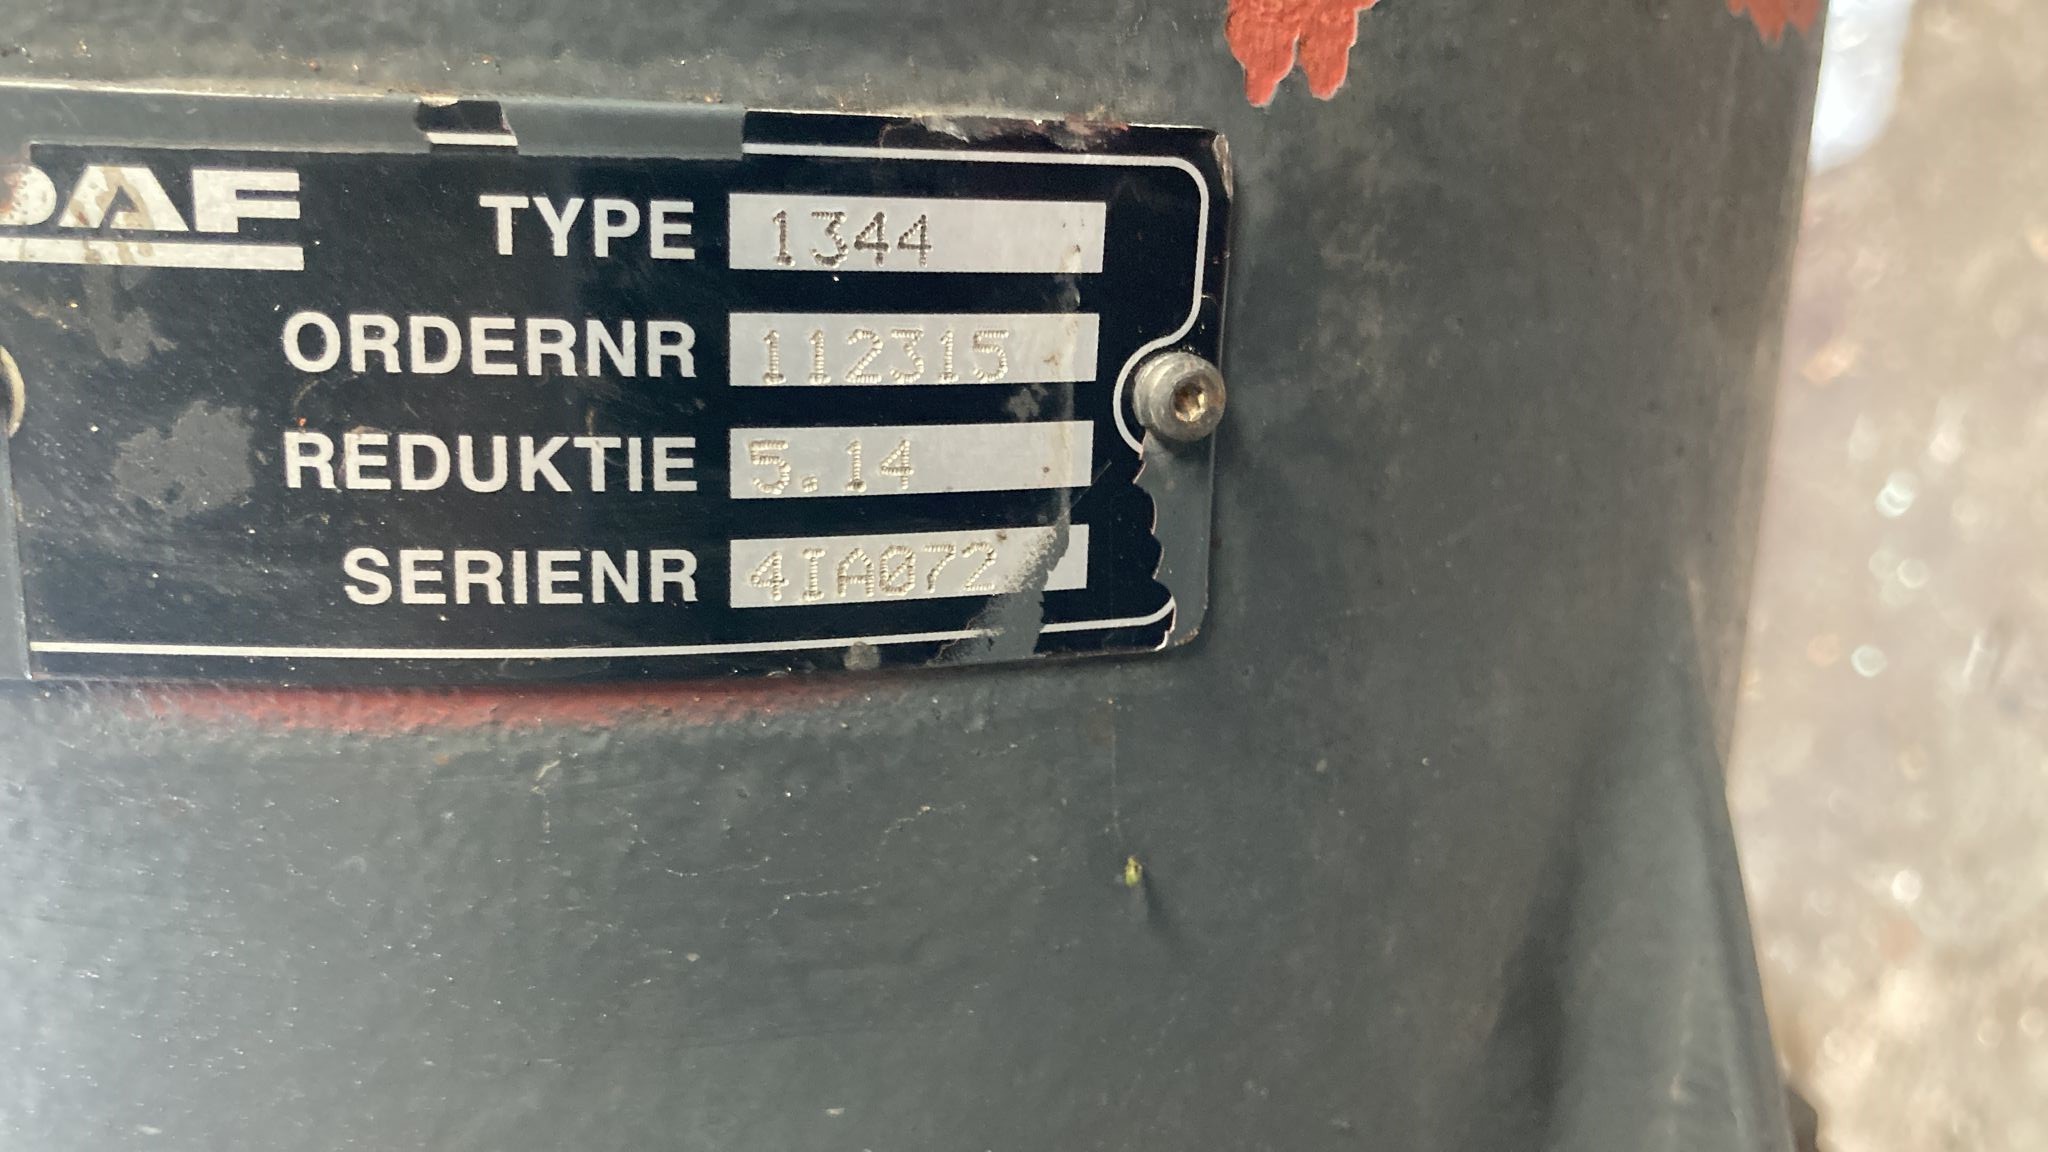 DAF
TYPE 1344
ORDERNR 112315
REDUKTIE 5.14
SERIENR 4IA072